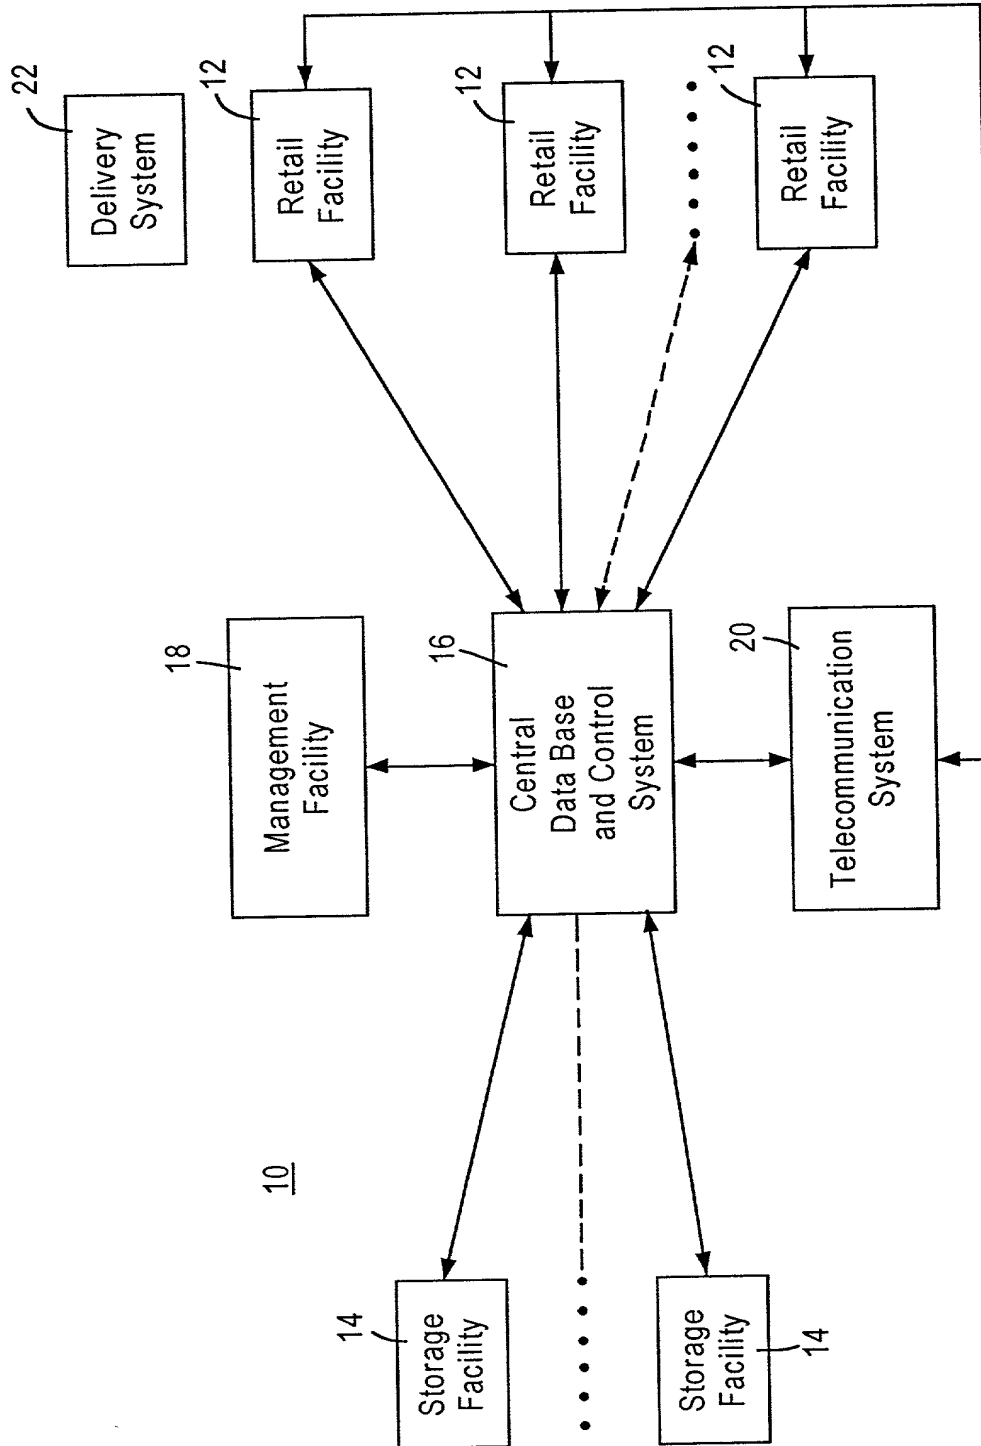 10
22
Delivery
System
18
Management
Facility
12
Retail
Facility
14
Storage
Facility
16
Central
Data Base
and Control
System
12
Retail
Facility
Storage
Facility
14
20
Telecommunication
System
12
Retail
Facility